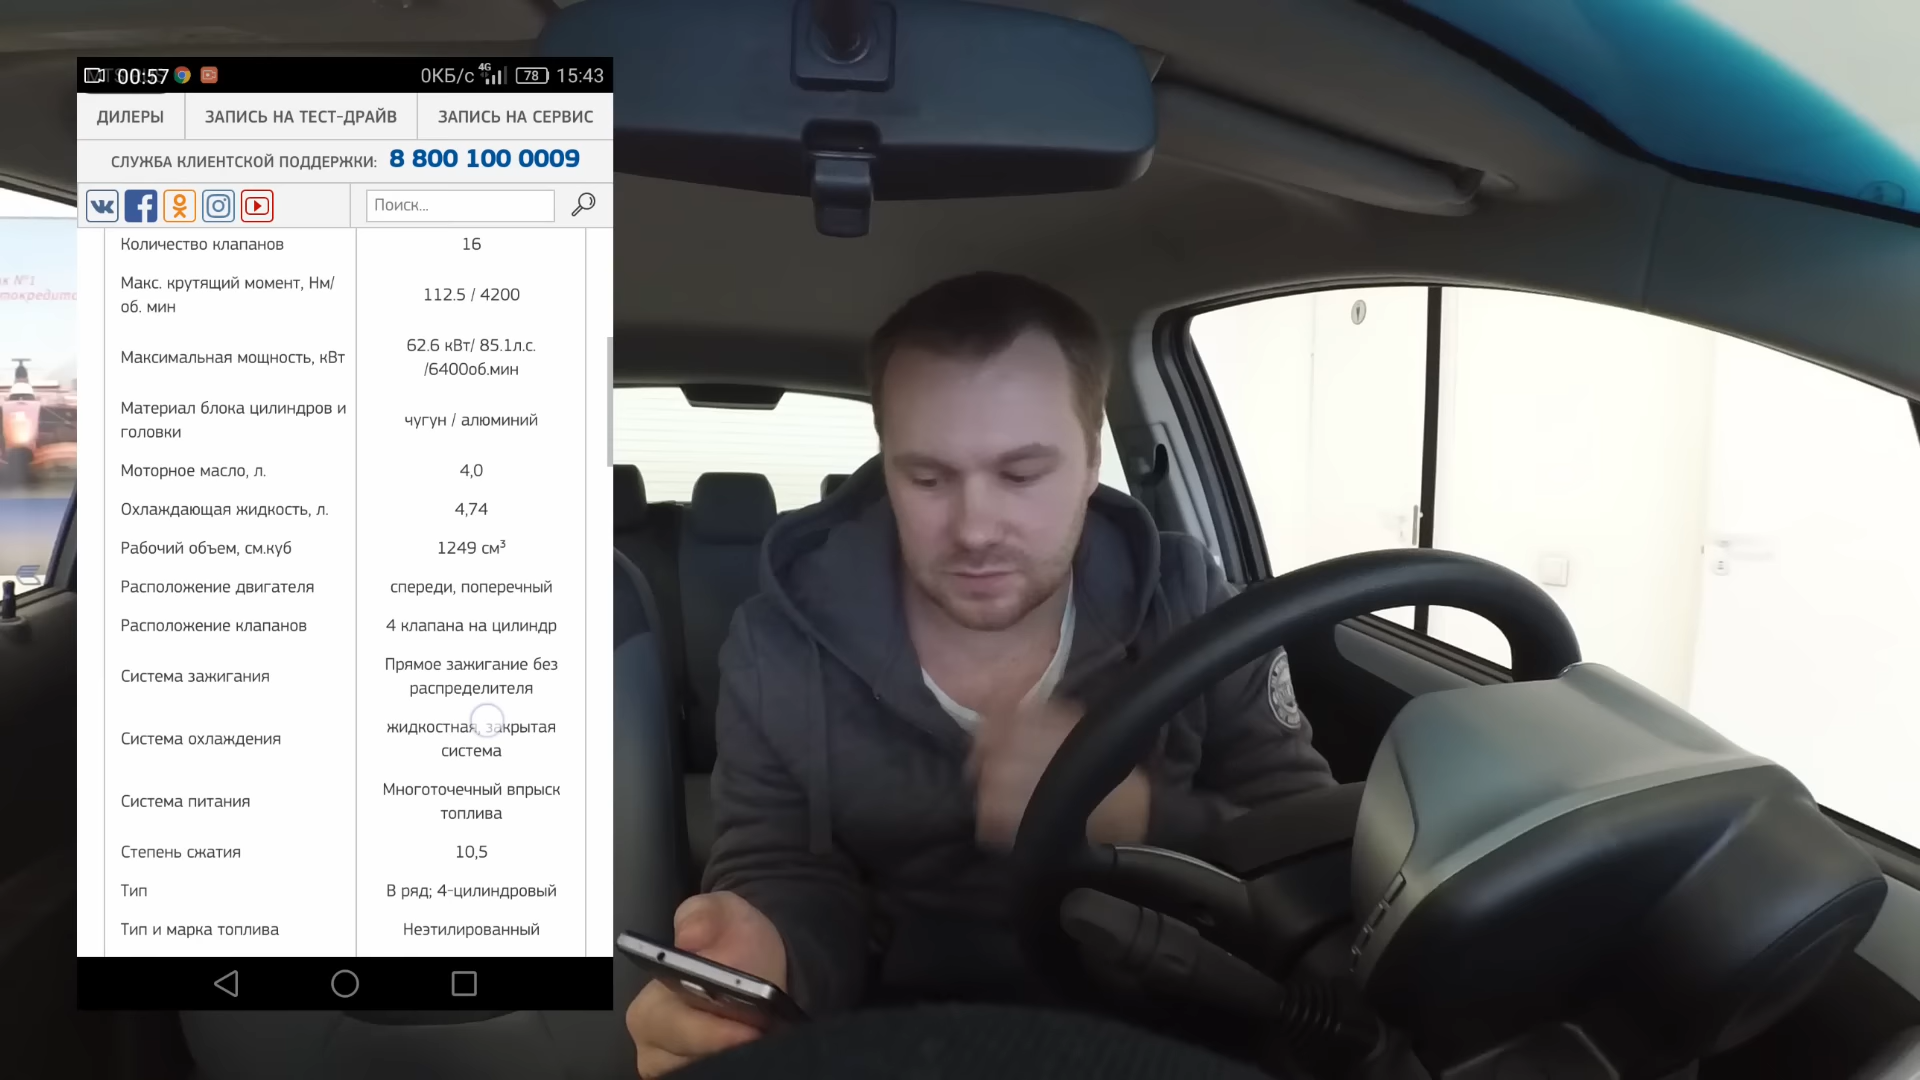 00:57
0КБ/с 4G 78 15:43
ДИЛЕРЫ ЗАПИСЬ НА ТЕСТ-ДРАЙВ ЗАПИСЬ НА СЕРВИС
СЛУЖБА КЛИЕНТСКОЙ ПОДДЕРЖКИ: 8 800 100 0009
Поиск...
Количество клапанов 16
Макс. крутящий момент, Нм/
об. мин
112.5 / 4200
Максимальная мощность, кВт
62.6 кВт/ 85.1л.с.
/6400об.мин
Материал блока цилиндров и
головки
чугун / алюминий
Моторное масло, л. 4,0
Охлаждающая жидкость, л. 4,74
Рабочий объем, см.куб 1249 см³
Расположение двигателя спереди, поперечный
Расположение клапанов 4 клапана на цилиндр
Система зажигания
Прямое зажигание без
распределителя
Система охлаждения
жидкостная, закрытая
система
Система питания
Многоточечный впрыск
топлива
Степень сжатия 10,5
Тип В ряд; 4-цилиндровый
Тип и марка топлива Неэтилированный